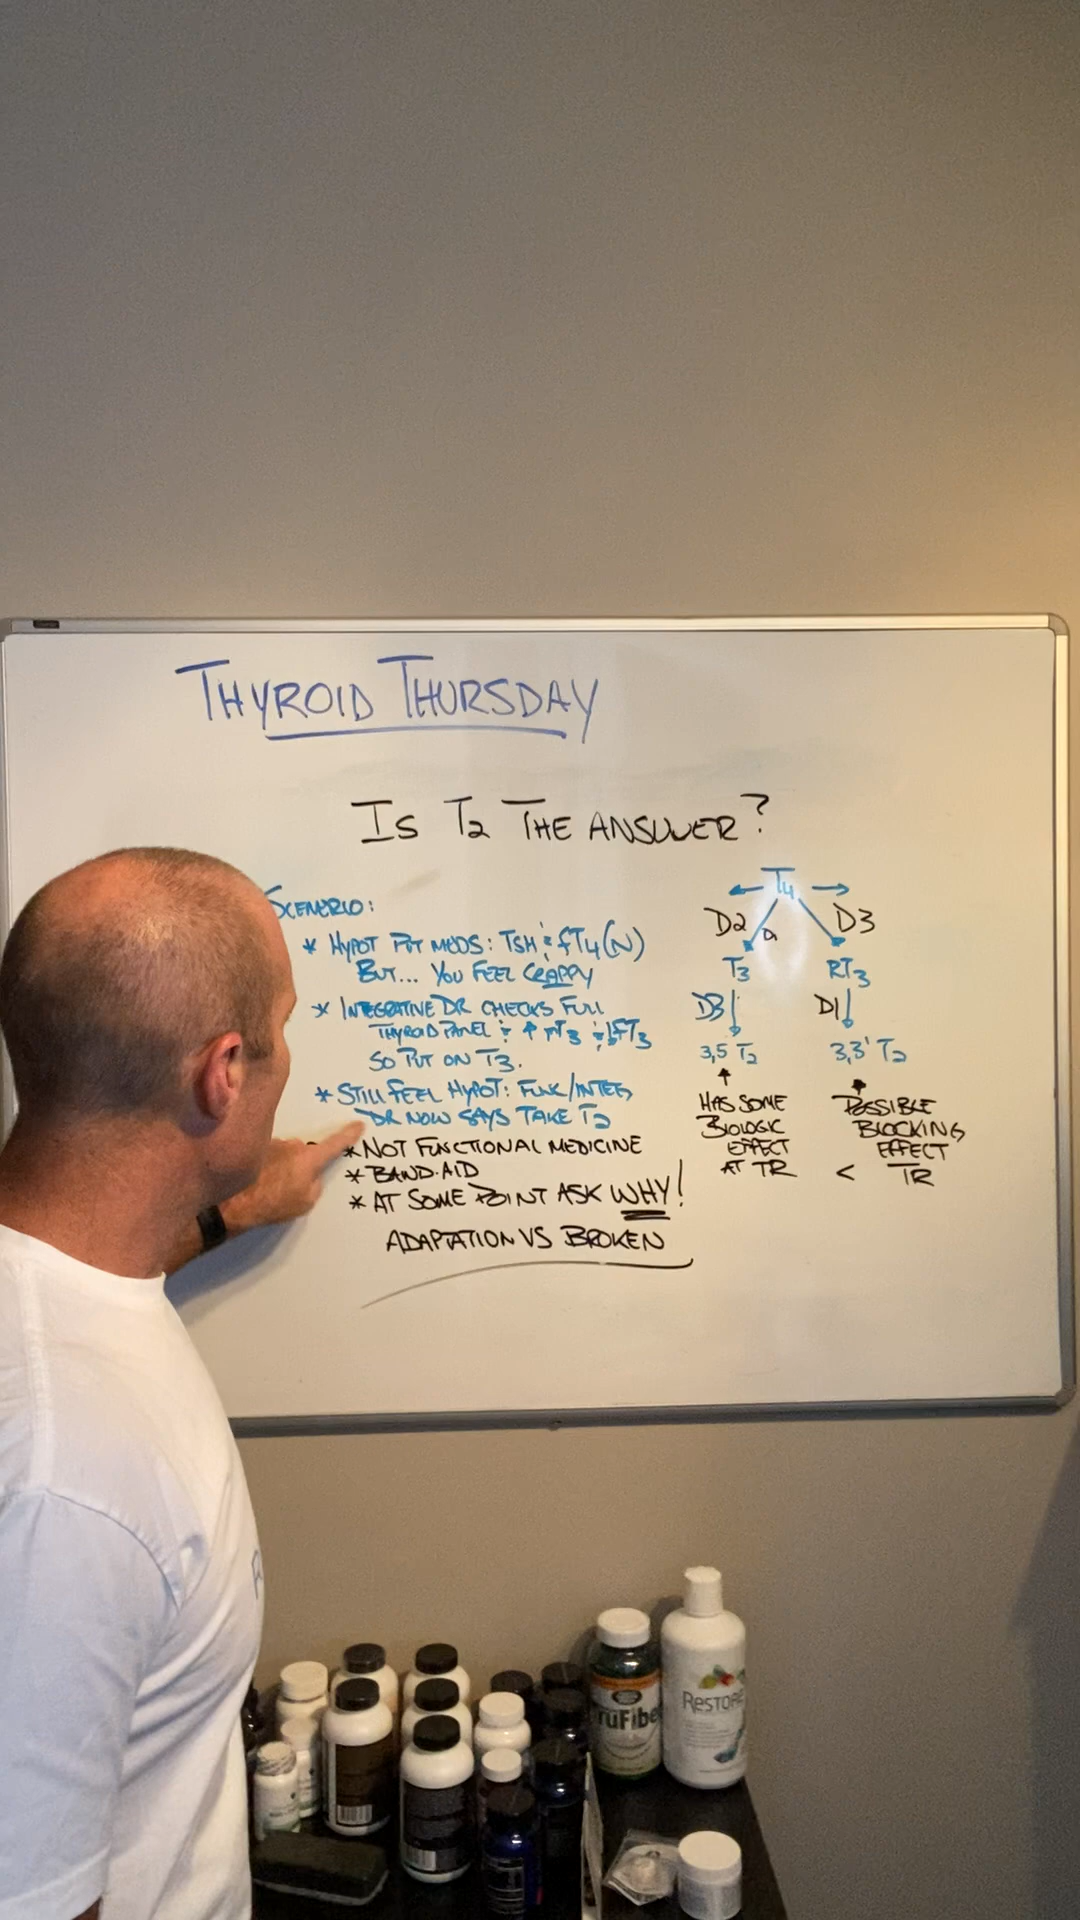 THYROID THURSDAY
IS T2 THE ANSWER?
SCENERIO:
* HYPOT PUT MEDS: TSH & fT4 (N)
BUT... YOU FEEL CRAPPY
* INTEGRATIVE DR CHECKS FULL
THYROID PANEL & ↑ rT3 & ↓fT3
SO PUT ON T3.
* STILL FEEL HYPOT: FUNC/INTEG
DR NOW SAYS TAKE T2
* NOT FUNCTIONAL MEDICINE
* BAND-AID
* AT SOME POINT ASK WHY!
ADAPTATION VS BROKEN
← T4 →
D2 D1 D3
T3 RT3
D3 D1
3,5 T2 3,3' T2
↑ ↑
HAS SOME
BIOLOGIC
EFFECT
AT TR
<
POSSIBLE
BLOCKING
EFFECT
TR
TruFiber
RESTORE